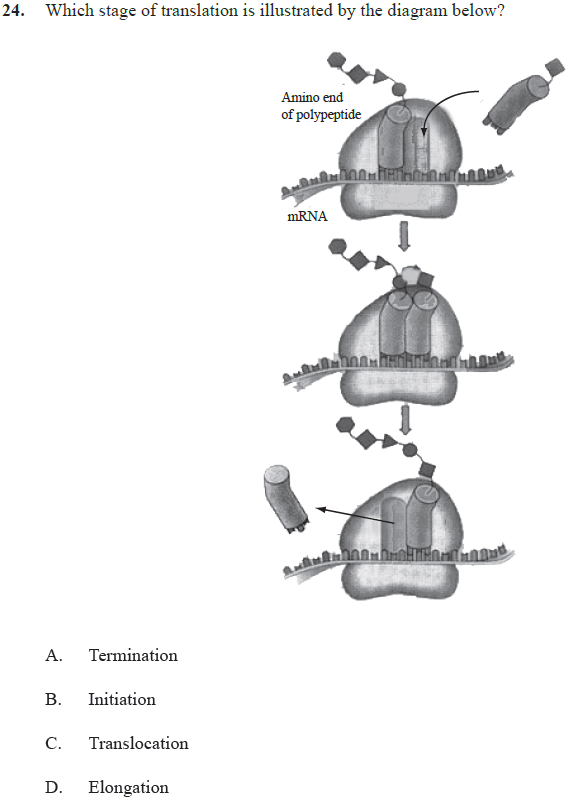 24. Which stage of translation is illustrated by the diagram below?
Amino end
of polypeptide
mRNA
A. Termination
B. Initiation
C. Translocation
D. Elongation